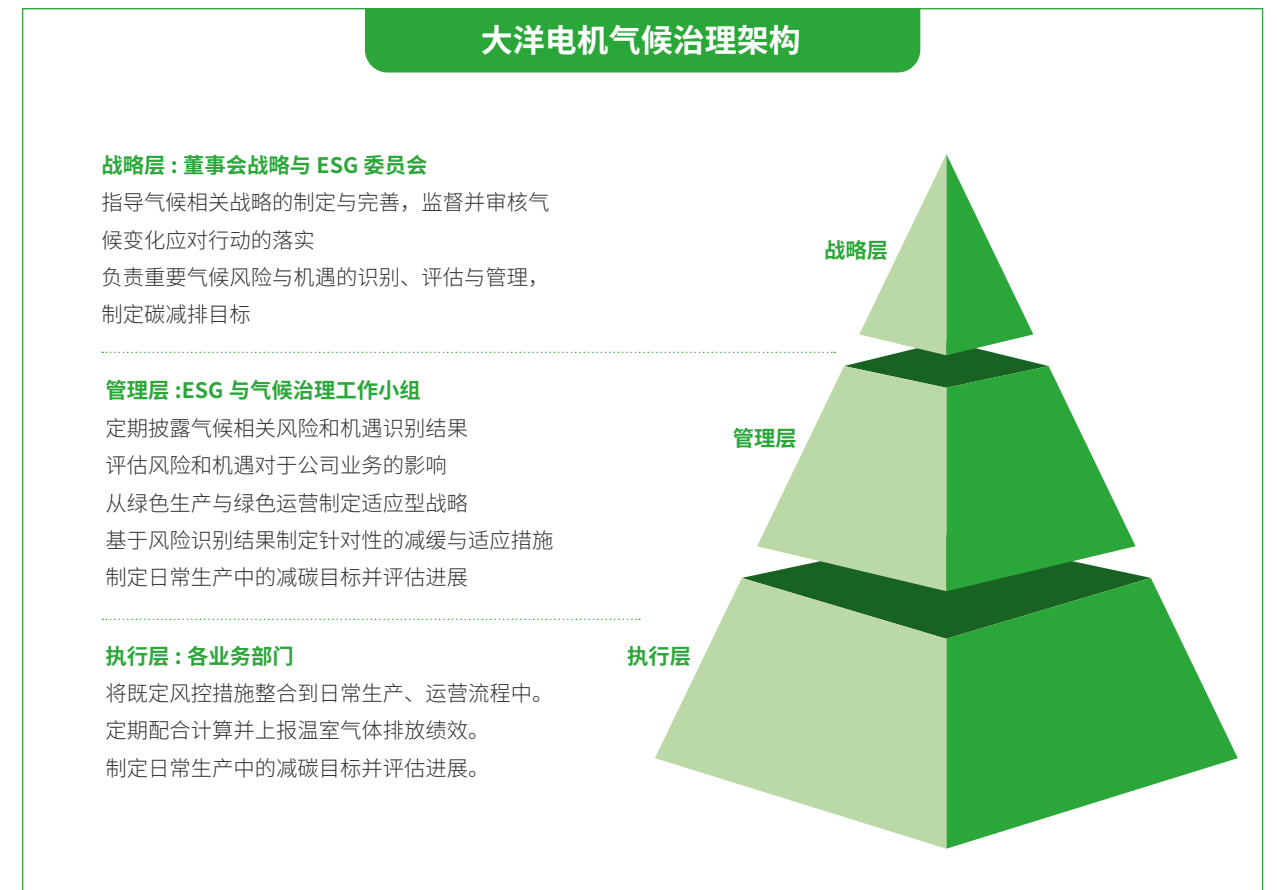 大洋电机气候治理架构
战略层 : 董事会战略与 ESG 委员会
指导气候相关战略的制定与完善，监督并审核气
候变化应对行动的落实
负责重要气候风险与机遇的识别、评估与管理，
制定碳减排目标
战略层
管理层 :ESG 与气候治理工作小组
定期披露气候相关风险和机遇识别结果
评估风险和机遇对于公司业务的影响
从绿色生产与绿色运营制定适应型战略
基于风险识别结果制定针对性的减缓与适应措施
制定日常生产中的减碳目标并评估进展
管理层
执行层 : 各业务部门
将既定风控措施整合到日常生产、运营流程中。
定期配合计算并上报温室气体排放绩效。
制定日常生产中的减碳目标并评估进展。
执行层